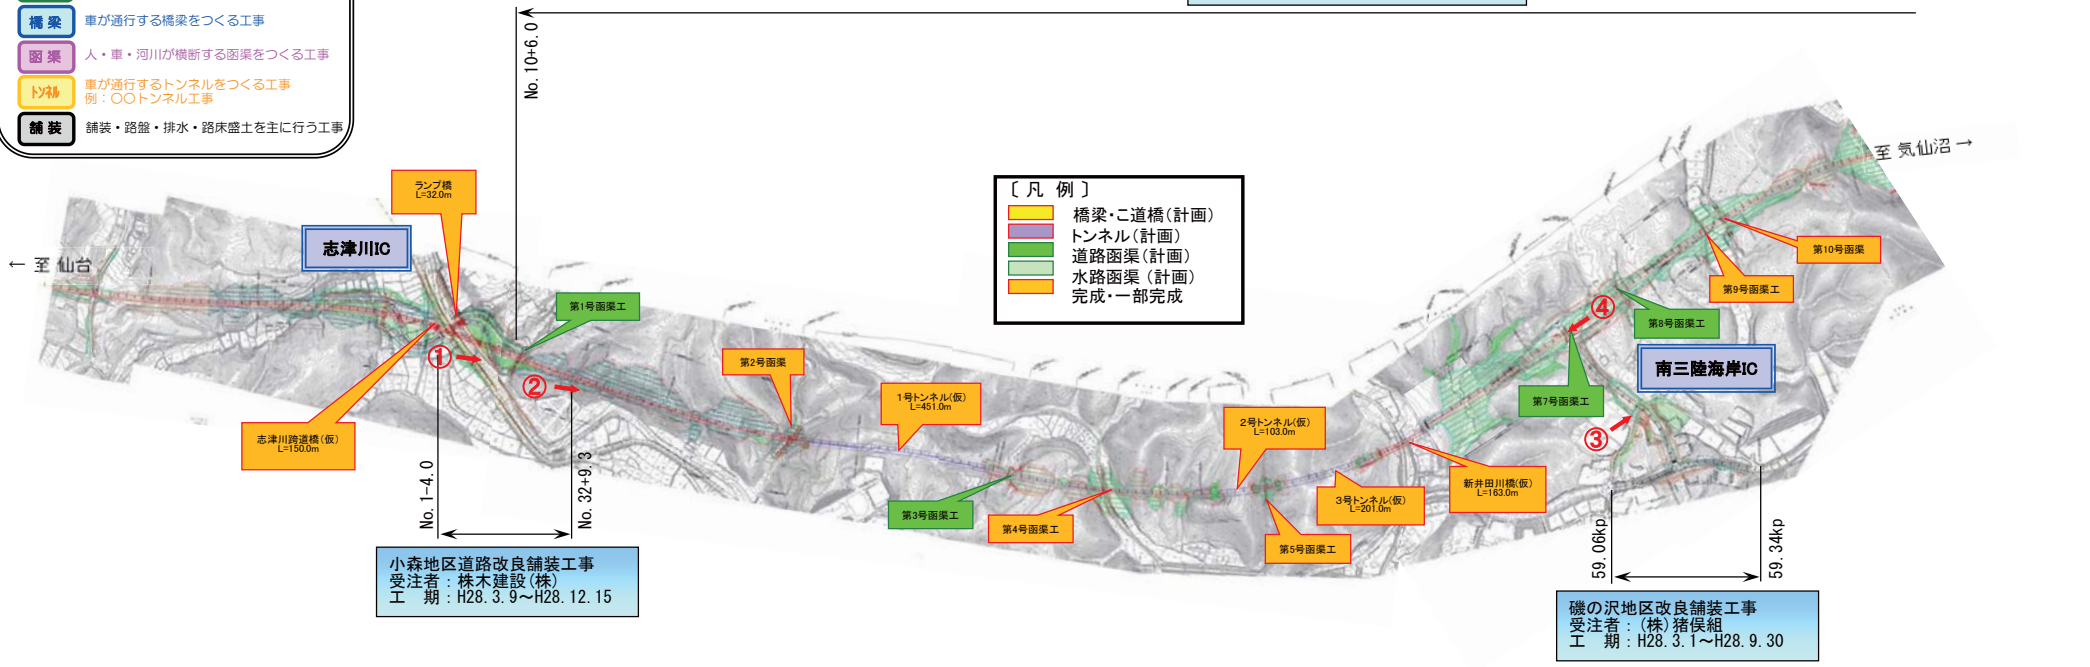 橋 梁 車が通行する橋梁をつくる工事
函 渠 人・車・河川が横断する函渠をつくる工事
トンネル 車が通行するトンネルをつくる工事
例：〇〇トンネル工事
舗 装 舗装・路盤・排水・路床盛土を主に行う工事
No.10+6.0
至 気仙沼→
ランプ橋
L=32.0m
〔 凡 例 〕
橋梁・こ道橋(計画)
トンネル(計画)
道路函渠(計画)
水路函渠(計画)
完成・一部完成
志津川IC
← 至 仙台
第10号函渠
第9号函渠工
第1号函渠工
④
第8号函渠工
①
②
第2号函渠
南三陸海岸IC
1号トンネル(仮)
L=451.0m
第7号函渠工
2号トンネル(仮)
L=103.0m
③
志津川跨道橋(仮)
L=150.0m
新井田川橋(仮)
L=163.0m
3号トンネル(仮)
L=201.0m
第3号函渠工
第4号函渠工
第5号函渠工
No.1-4.0
No.32+9.3
59.06kp
59.34kp
小森地区道路改良舗装工事
受注者：株木建設(株)
工　期：H28.3.9～H28.12.15
磯の沢地区改良舗装工事
受注者：(株)猪俣組
工　期：H28.3.1～H28.9.30